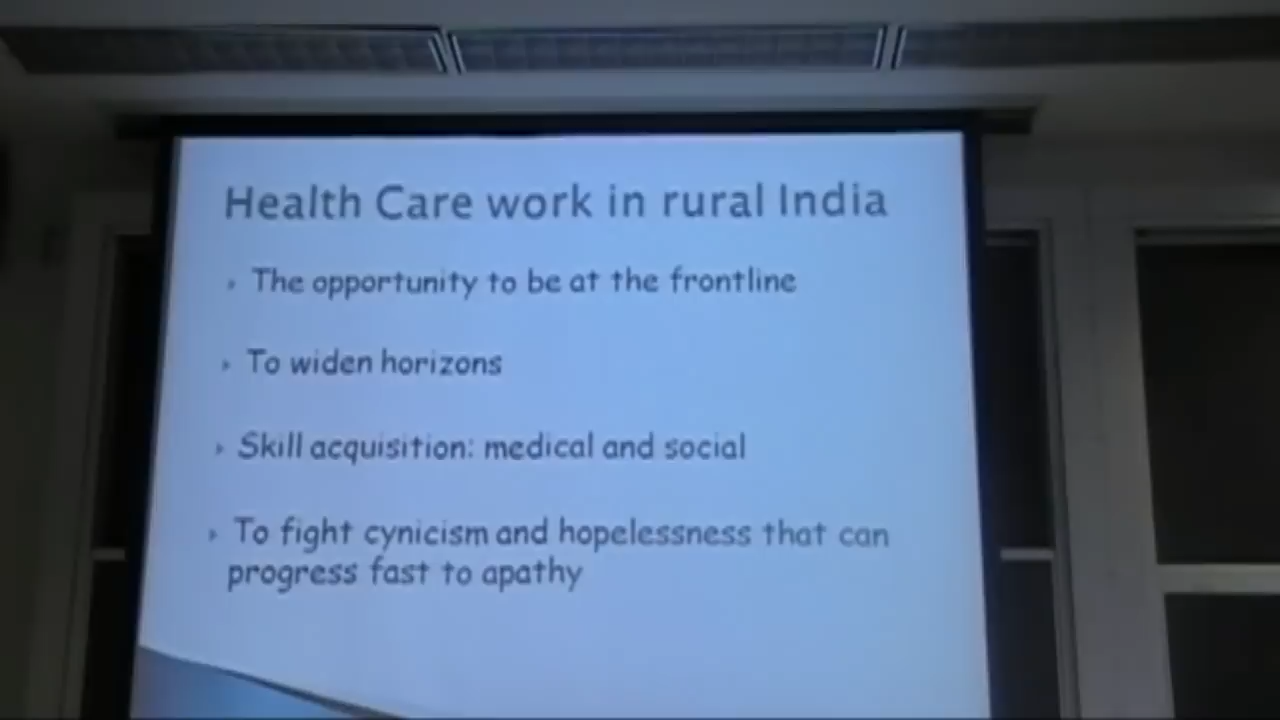 Health Care work in rural India
The opportunity to be at the frontline
To widen horizons
Skill acquisition: medical and social
To fight cynicism and hopelessness that can
progress fast to apathy